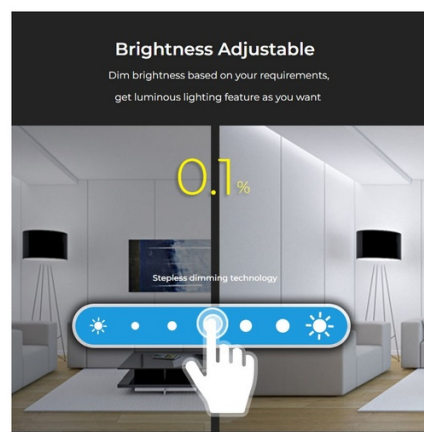 Brightness Adjustable
Dim brightness based on your requirements,
get luminous lighting feature as you want
0.1%
Stepless dimming technology